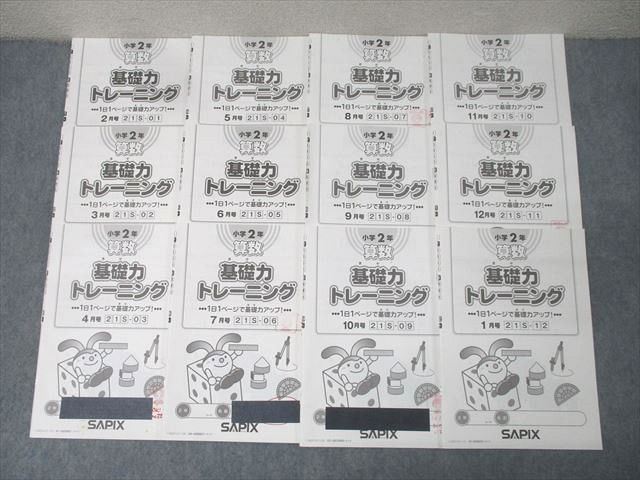 小学2年
算数
基礎力
トレーニング
1日1ページで基礎力アップ!
2月号 21S-01
小学2年
算数
基礎力
トレーニング
1日1ページで基礎力アップ!
5月号 21S-04
小学2年
算数
基礎力
トレーニング
1日1ページで基礎力アップ!
8月号 21S-07
小学2年
算数
基礎力
トレーニング
1日1ページで基礎力アップ!
11月号 21S-10
小学2年
算数
基礎力
トレーニング
1日1ページで基礎力アップ!
3月号 21S-02
小学2年
算数
基礎力
トレーニング
1日1ページで基礎力アップ!
6月号 21S-05
小学2年
算数
基礎力
トレーニング
1日1ページで基礎力アップ!
9月号 21S-08
小学2年
算数
基礎力
トレーニング
1日1ページで基礎力アップ!
12月号 21S-11
小学2年
算数
基礎力
トレーニング
1日1ページで基礎力アップ!
4月号 21S-03
SAPIX
小学2年
算数
基礎力
トレーニング
1日1ページで基礎力アップ!
7月号 21S-06
SAPIX
小学2年
算数
基礎力
トレーニング
1日1ページで基礎力アップ!
10月号 21S-09
SAPIX
小学2年
算数
基礎力
トレーニング
1日1ページで基礎力アップ!
1月号 21S-12
SAPIX